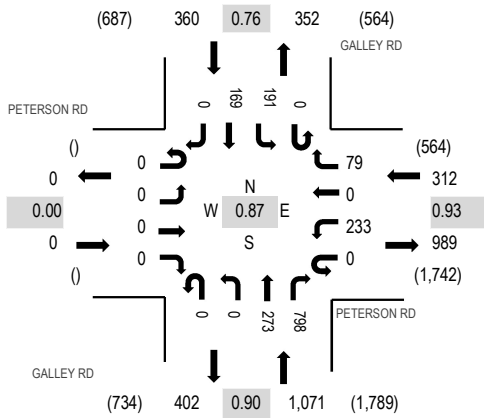 (687) 360 0.76 352 (564)
GALLEY RD
PETERSON RD
0 169 191 0
()
0
0.00
0
()
0
0
0
0
N
W 0.87 E
S
79
0
233
0
(564)
312
0.93
989
(1,742)
0 0 273 798
PETERSON RD
GALLEY RD
(734) 402 0.90 1,071 (1,789)